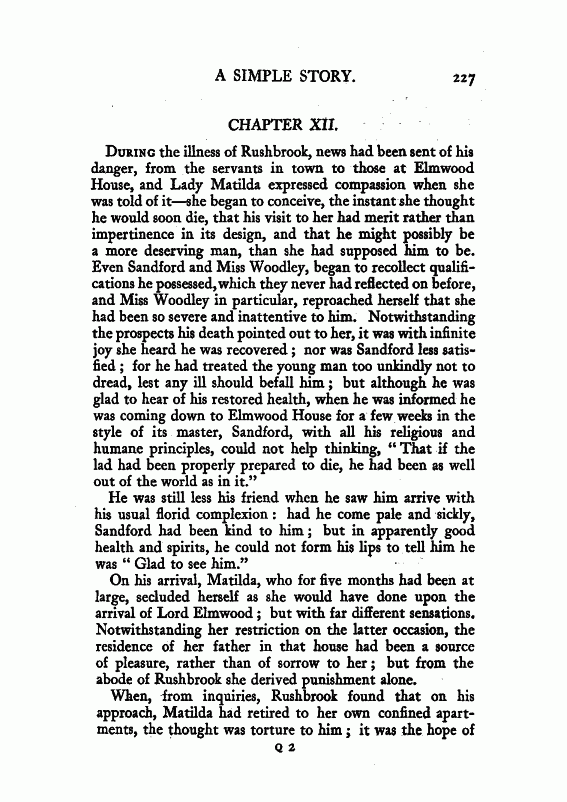 A SIMPLE STORY. 227
CHAPTER XII.
DURING the illness of Rushbrook, news had been sent of his
danger, from the servants in town to those at Elmwood
House, and Lady Matilda expressed compassion when she
was told of it—she began to conceive, the instant she thought
he would soon die, that his visit to her had merit rather than
impertinence in its design, and that he might possibly be
a more deserving man, than she had supposed him to be.
Even Sandford and Miss Woodley, began to recollect qualifi-
cations he possessed, which they never had reflected on before,
and Miss Woodley in particular, reproached herself that she
had been so severe and inattentive to him. Notwithstanding
the prospects his death pointed out to her, it was with infinite
joy she heard he was recovered; nor was Sandford less satis-
fied; for he had treated the young man too unkindly not to
dread, lest any ill should befall him; but although he was
glad to hear of his restored health, when he was informed he
was coming down to Elmwood House for a few weeks in the
style of its master, Sandford, with all his religious and
humane principles, could not help thinking, "That if the
lad had been properly prepared to die, he had been as well
out of the world as in it."
He was still less his friend when he saw him arrive with
his usual florid complexion: had he come pale and sickly,
Sandford had been kind to him; but in apparently good
health and spirits, he could not form his lips to tell him he
was "Glad to see him."
On his arrival, Matilda, who for five months had been at
large, secluded herself as she would have done upon the
arrival of Lord Elmwood; but with far different sensations.
Notwithstanding her restriction on the latter occasion, the
residence of her father in that house had been a source
of pleasure, rather than of sorrow to her; but from the
abode of Rushbrook she derived punishment alone.
When, from inquiries, Rushbrook found that on his
approach, Matilda had retired to her own confined apart-
ments, the thought was torture to him; it was the hope of
Q 2